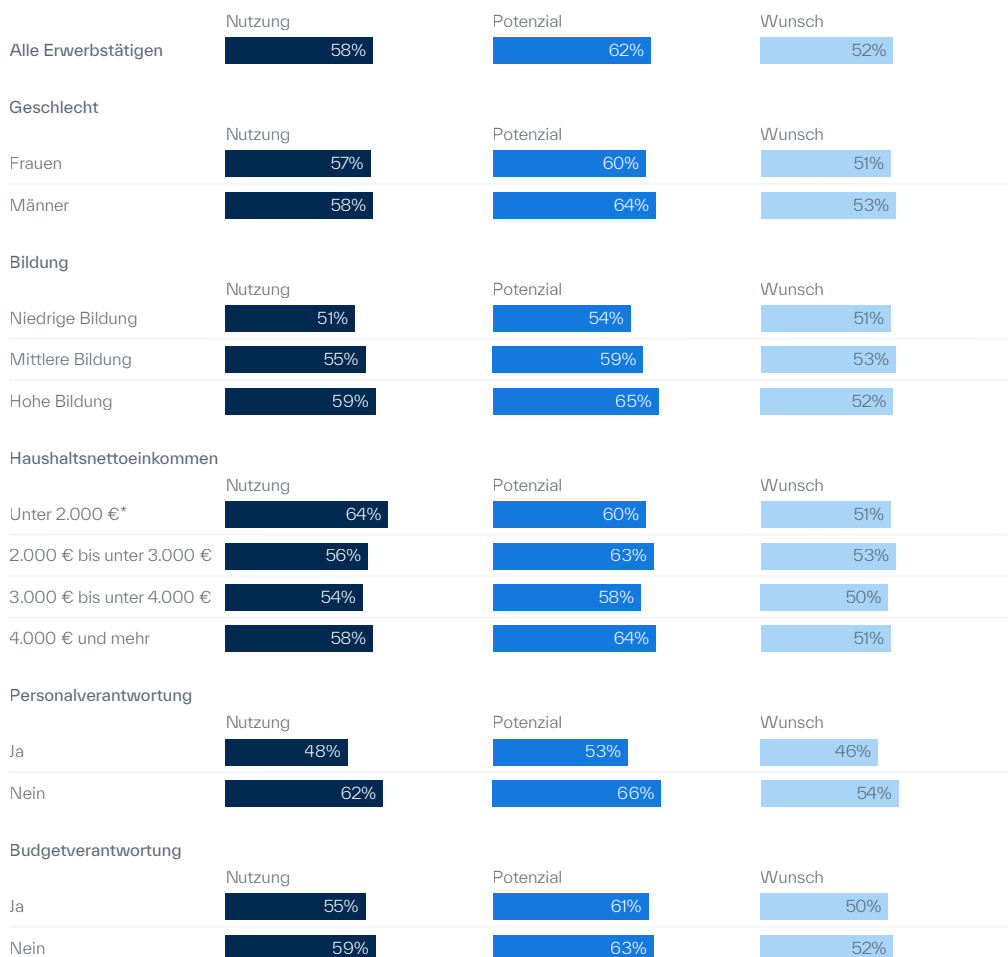 Nutzung Potenzial Wunsch
Alle Erwerbstätigen 58% 62% 52%
Geschlecht
Nutzung Potenzial Wunsch
Frauen 57% 60% 51%
Männer 58% 64% 53%
Bildung
Nutzung Potenzial Wunsch
Niedrige Bildung 51% 54% 51%
Mittlere Bildung 55% 59% 53%
Hohe Bildung 59% 65% 52%
Haushaltsnettoeinkommen
Nutzung Potenzial Wunsch
Unter 2.000 €* 64% 60% 51%
2.000 € bis unter 3.000 € 56% 63% 53%
3.000 € bis unter 4.000 € 54% 58% 50%
4.000 € und mehr 58% 64% 51%
Personalverantwortung
Nutzung Potenzial Wunsch
Ja 48% 53% 46%
Nein 62% 66% 54%
Budgetverantwortung
Nutzung Potenzial Wunsch
Ja 55% 61% 50%
Nein 59% 63% 52%